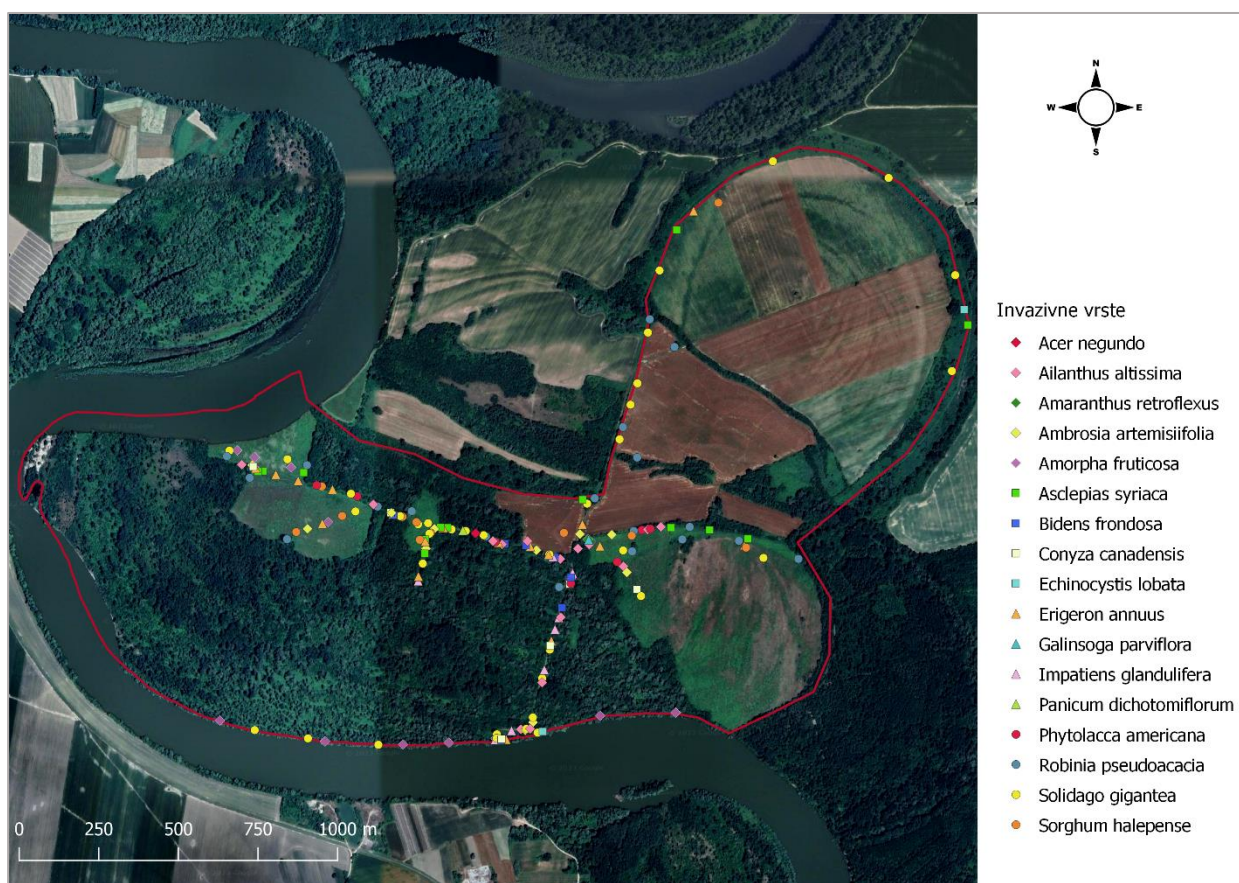 N
W
E
S
Invazivne vrste
Acer negundo
Ailanthus altissima
Amaranthus retroflexus
Ambrosia artemisiifolia
Amorpha fruticosa
Asclepias syriaca
Bidens frondosa
Conyza canadensis
Echinocystis lobata
Erigeron annuus
Galinsoga parviflora
Impatiens glandulifera
Panicum dichotomiflorum
Phytolacca americana
Robinia pseudoacacia
Solidago gigantea
Sorghum halepense
0 250 500 750 1000 m